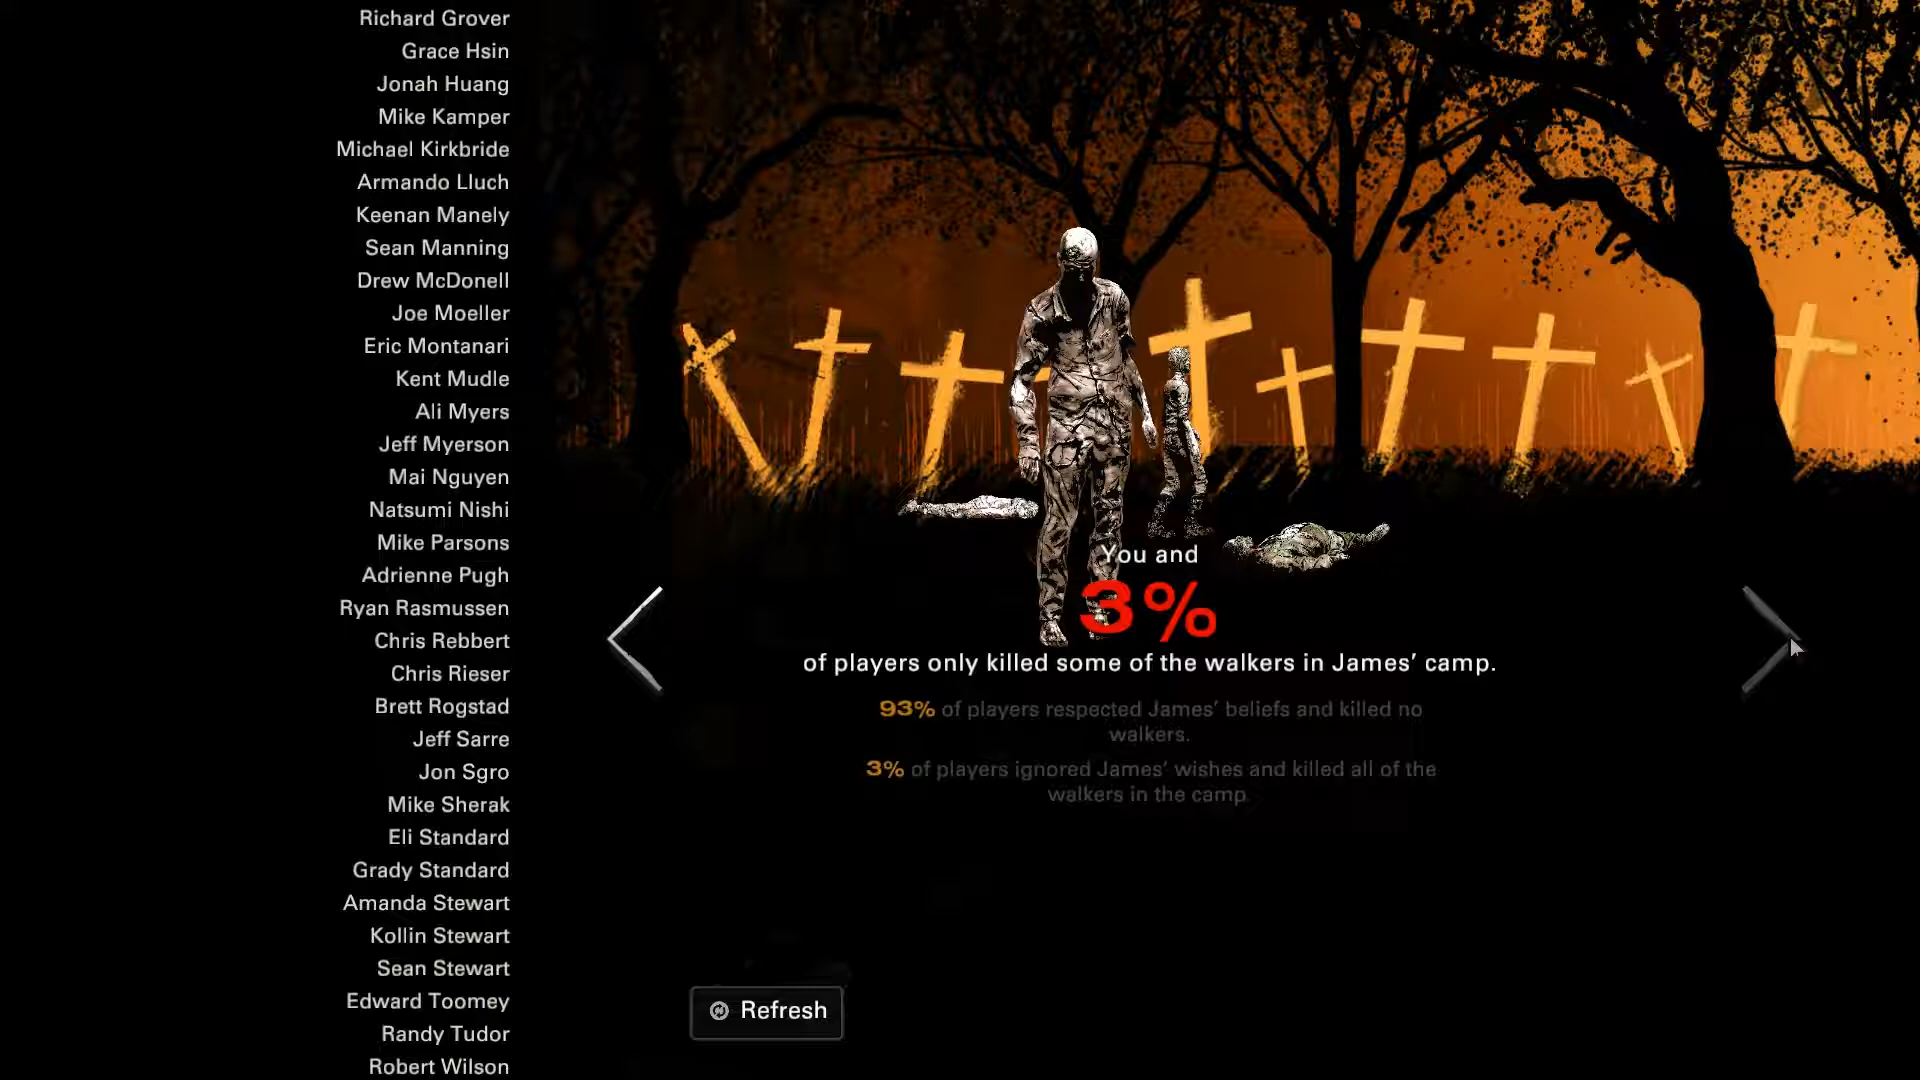 Richard Grover
Grace Hsin
Jonah Huang
Mike Kamper
Michael Kirkbride
Armando Lluch
Keenan Manely
Sean Manning
Drew McDonell
Joe Moeller
Eric Montanari
Kent Mudle
Ali Myers
Jeff Myerson
Mai Nguyen
Natsumi Nishi
Mike Parsons
Adrienne Pugh
Ryan Rasmussen
Chris Rebbert
Chris Rieser
Brett Rogstad
Jeff Sarre
Jon Sgro
Mike Sherak
Eli Standard
Grady Standard
Amanda Stewart
Kollin Stewart
Sean Stewart
Edward Toomey
Randy Tudor
Robert Wilson
You and
3%
of players only killed some of the walkers in James’ camp.
93% of players respected James’ beliefs and killed no
walkers.
3% of players ignored James’ wishes and killed all of the
walkers in the camp.
Refresh